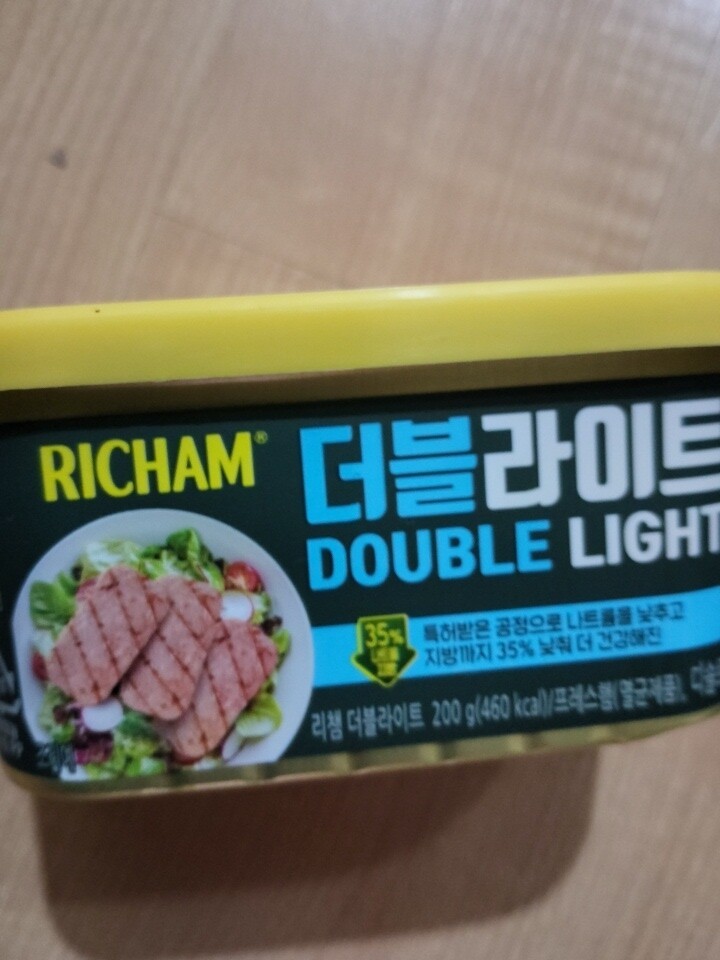 RICHAM®
더블라이트
DOUBLE LIGHT
35%
특허받은 공정으로 나트륨을 낮추고
지방까지 35% 낮춰 더 건강해진
리챔 더블라이트 200 g(460 kcal)/프레스햄(멸균제품),